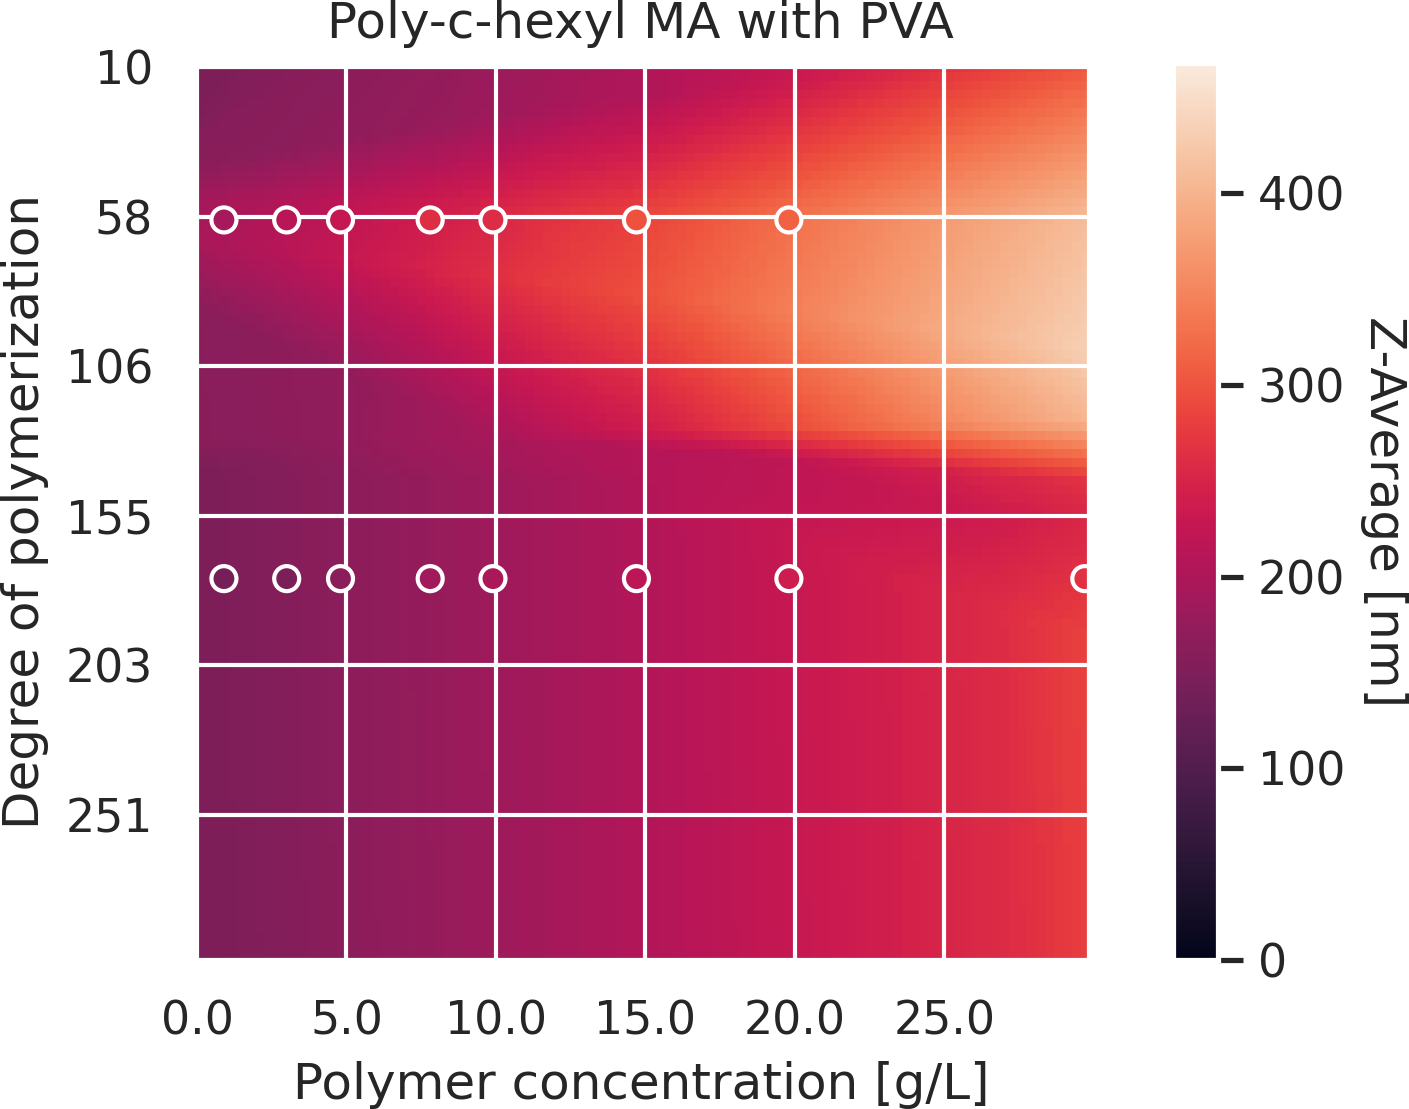 Poly-c-hexyl MA with PVA
10
58
106
155
203
251
Degree of polymerization
0.0 5.0 10.0 15.0 20.0 25.0
Polymer concentration [g/L]
400
300
200
100
0
Z-Average [nm]